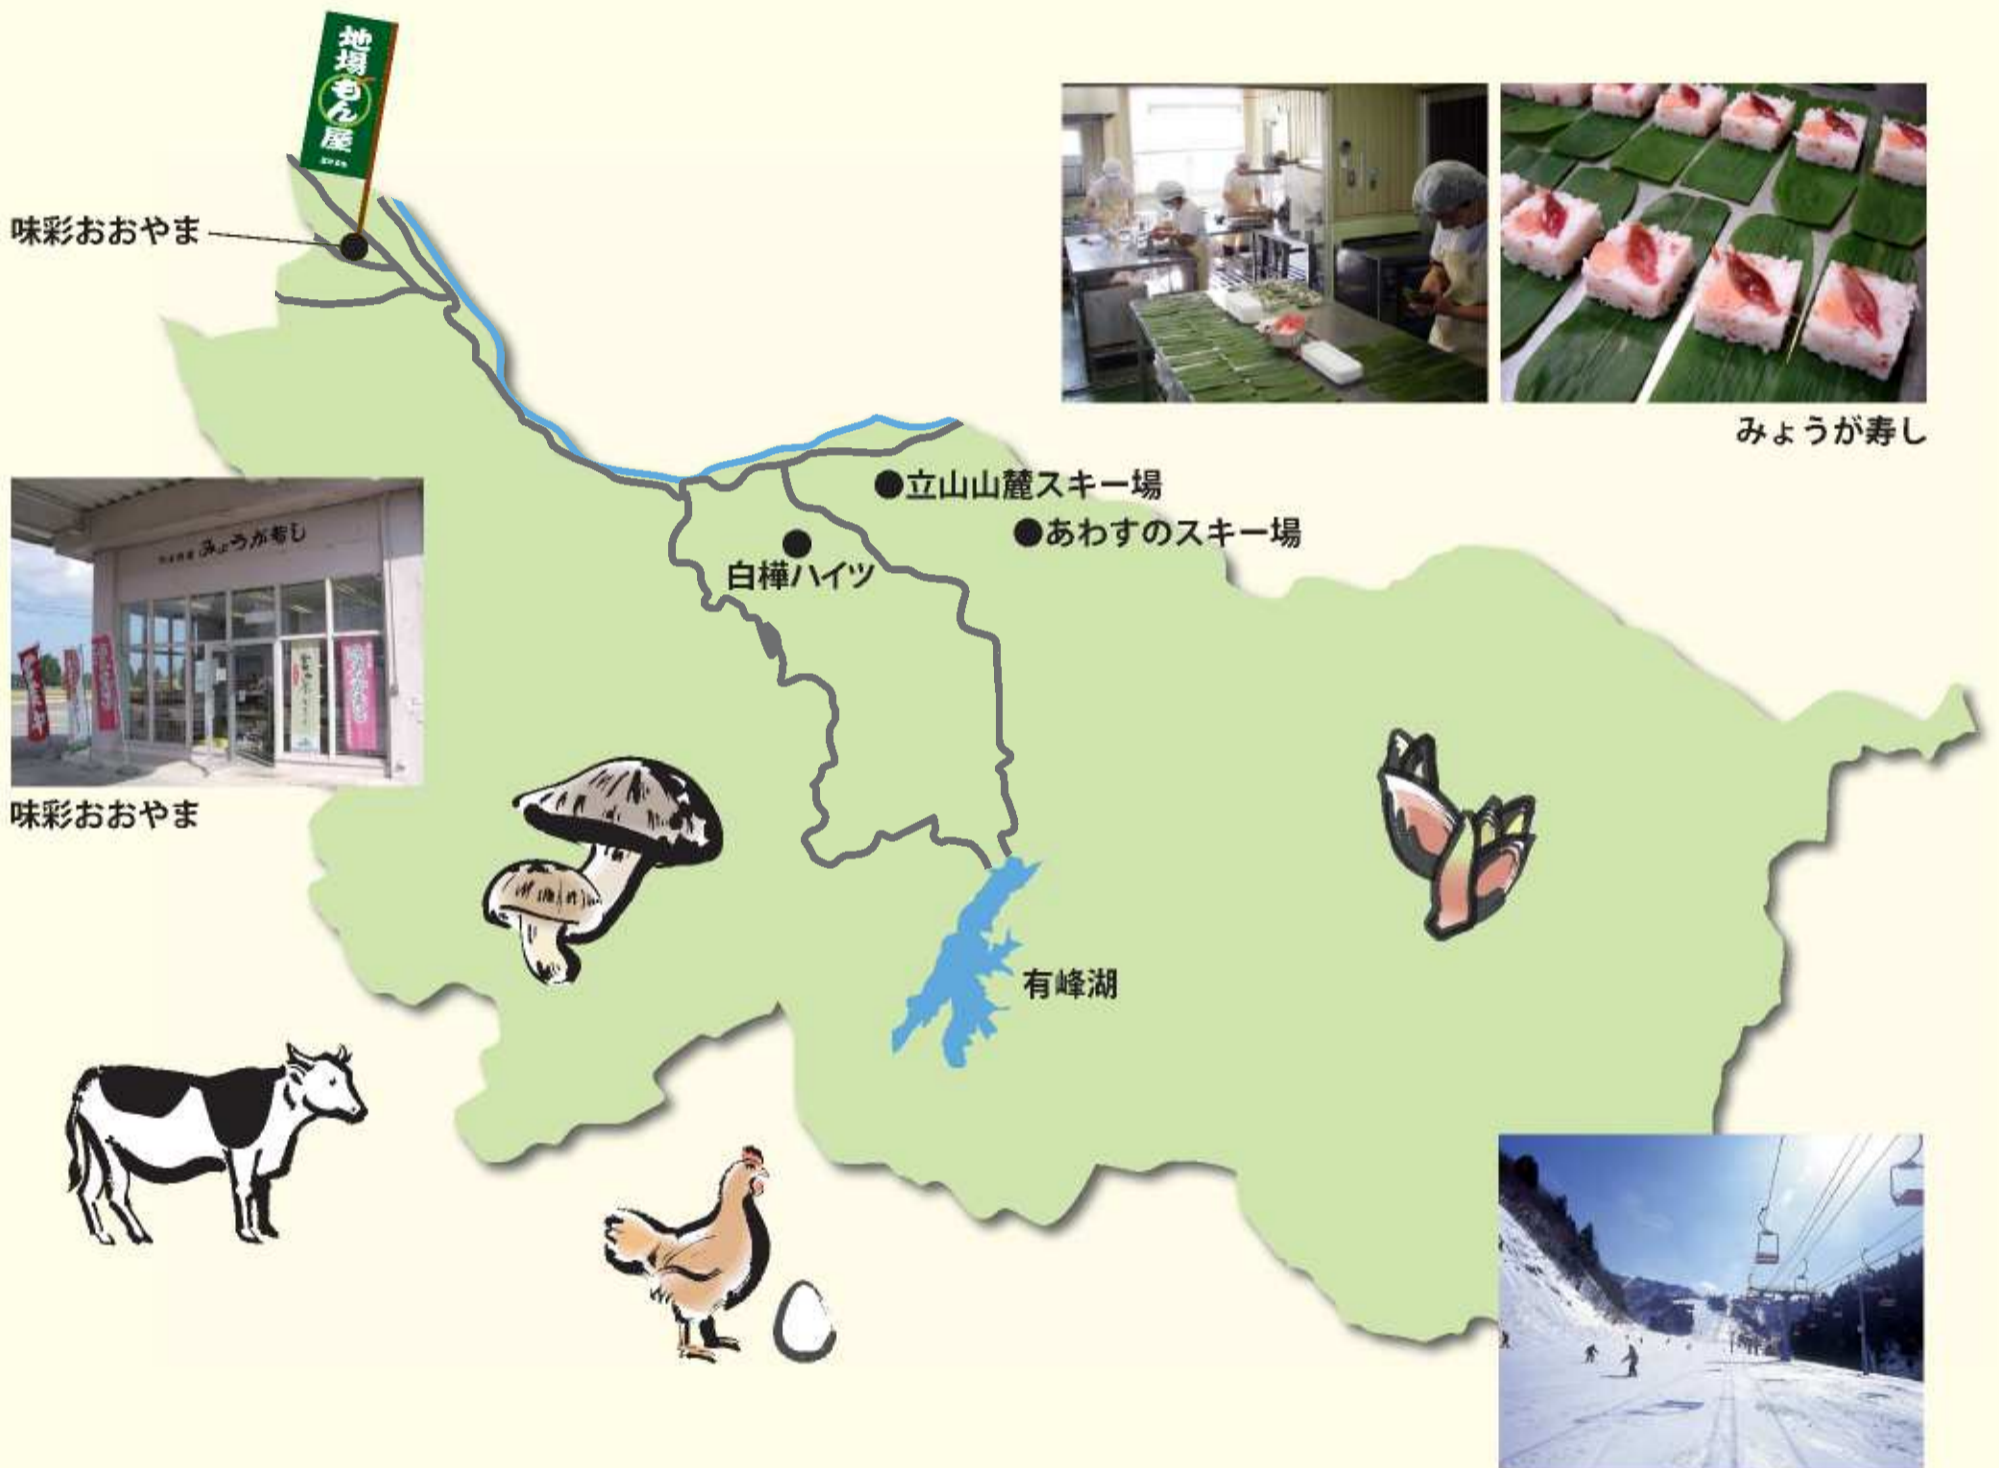 地場もん屋
味彩おおやま
みょうが寿し
立山山麓スキー場
あわすのスキー場
白樺ハイツ
みょうが寿し
味彩おおやま
有峰湖